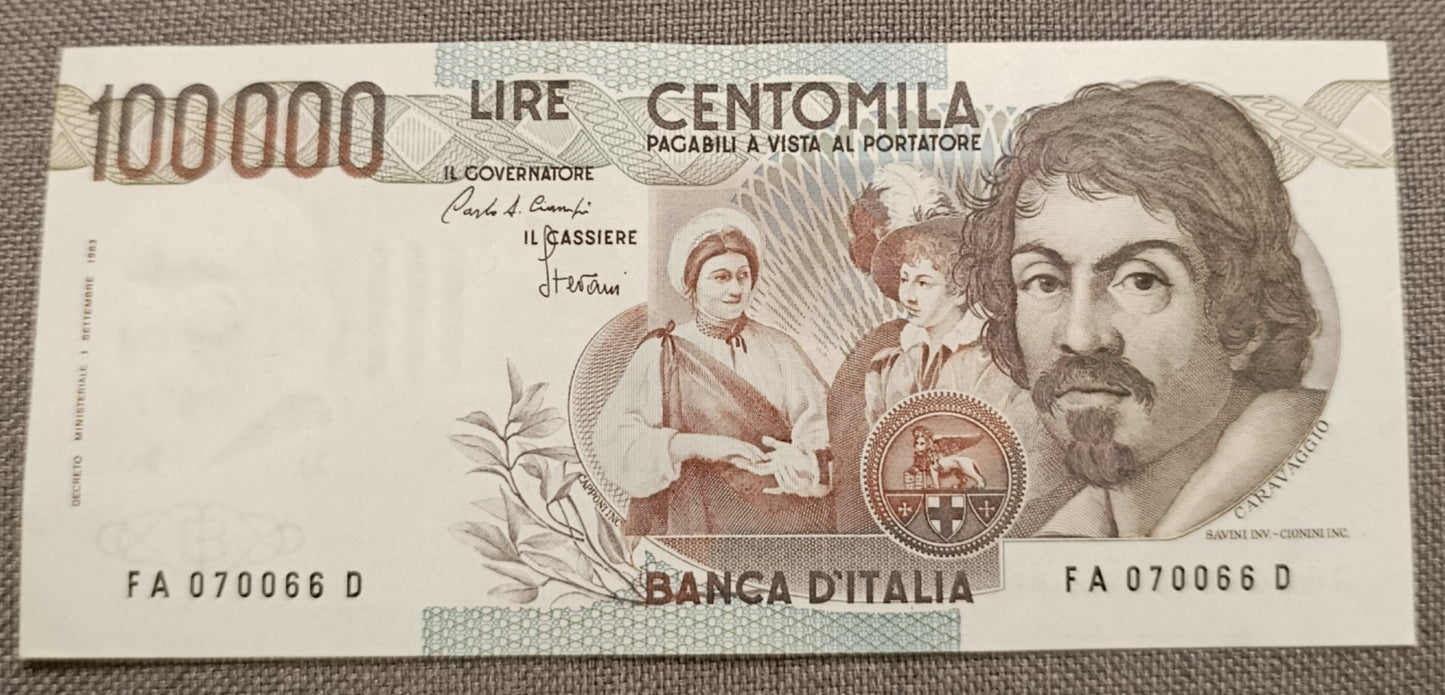 100000
LIRE CENTOMILA
PAGABILI A VISTA AL PORTATORE
IL GOVERNATORE
Carlo A. Ciampi
IL CASSIERE
Stevani
DECRETO MINISTERIALE 1 SETTEMBRE 1983
CAPPONI INC.
CARAVAGGIO
SAVINI INV. - CIONINI INC.
FA 070066 D
BANCA D'ITALIA
FA 070066 D